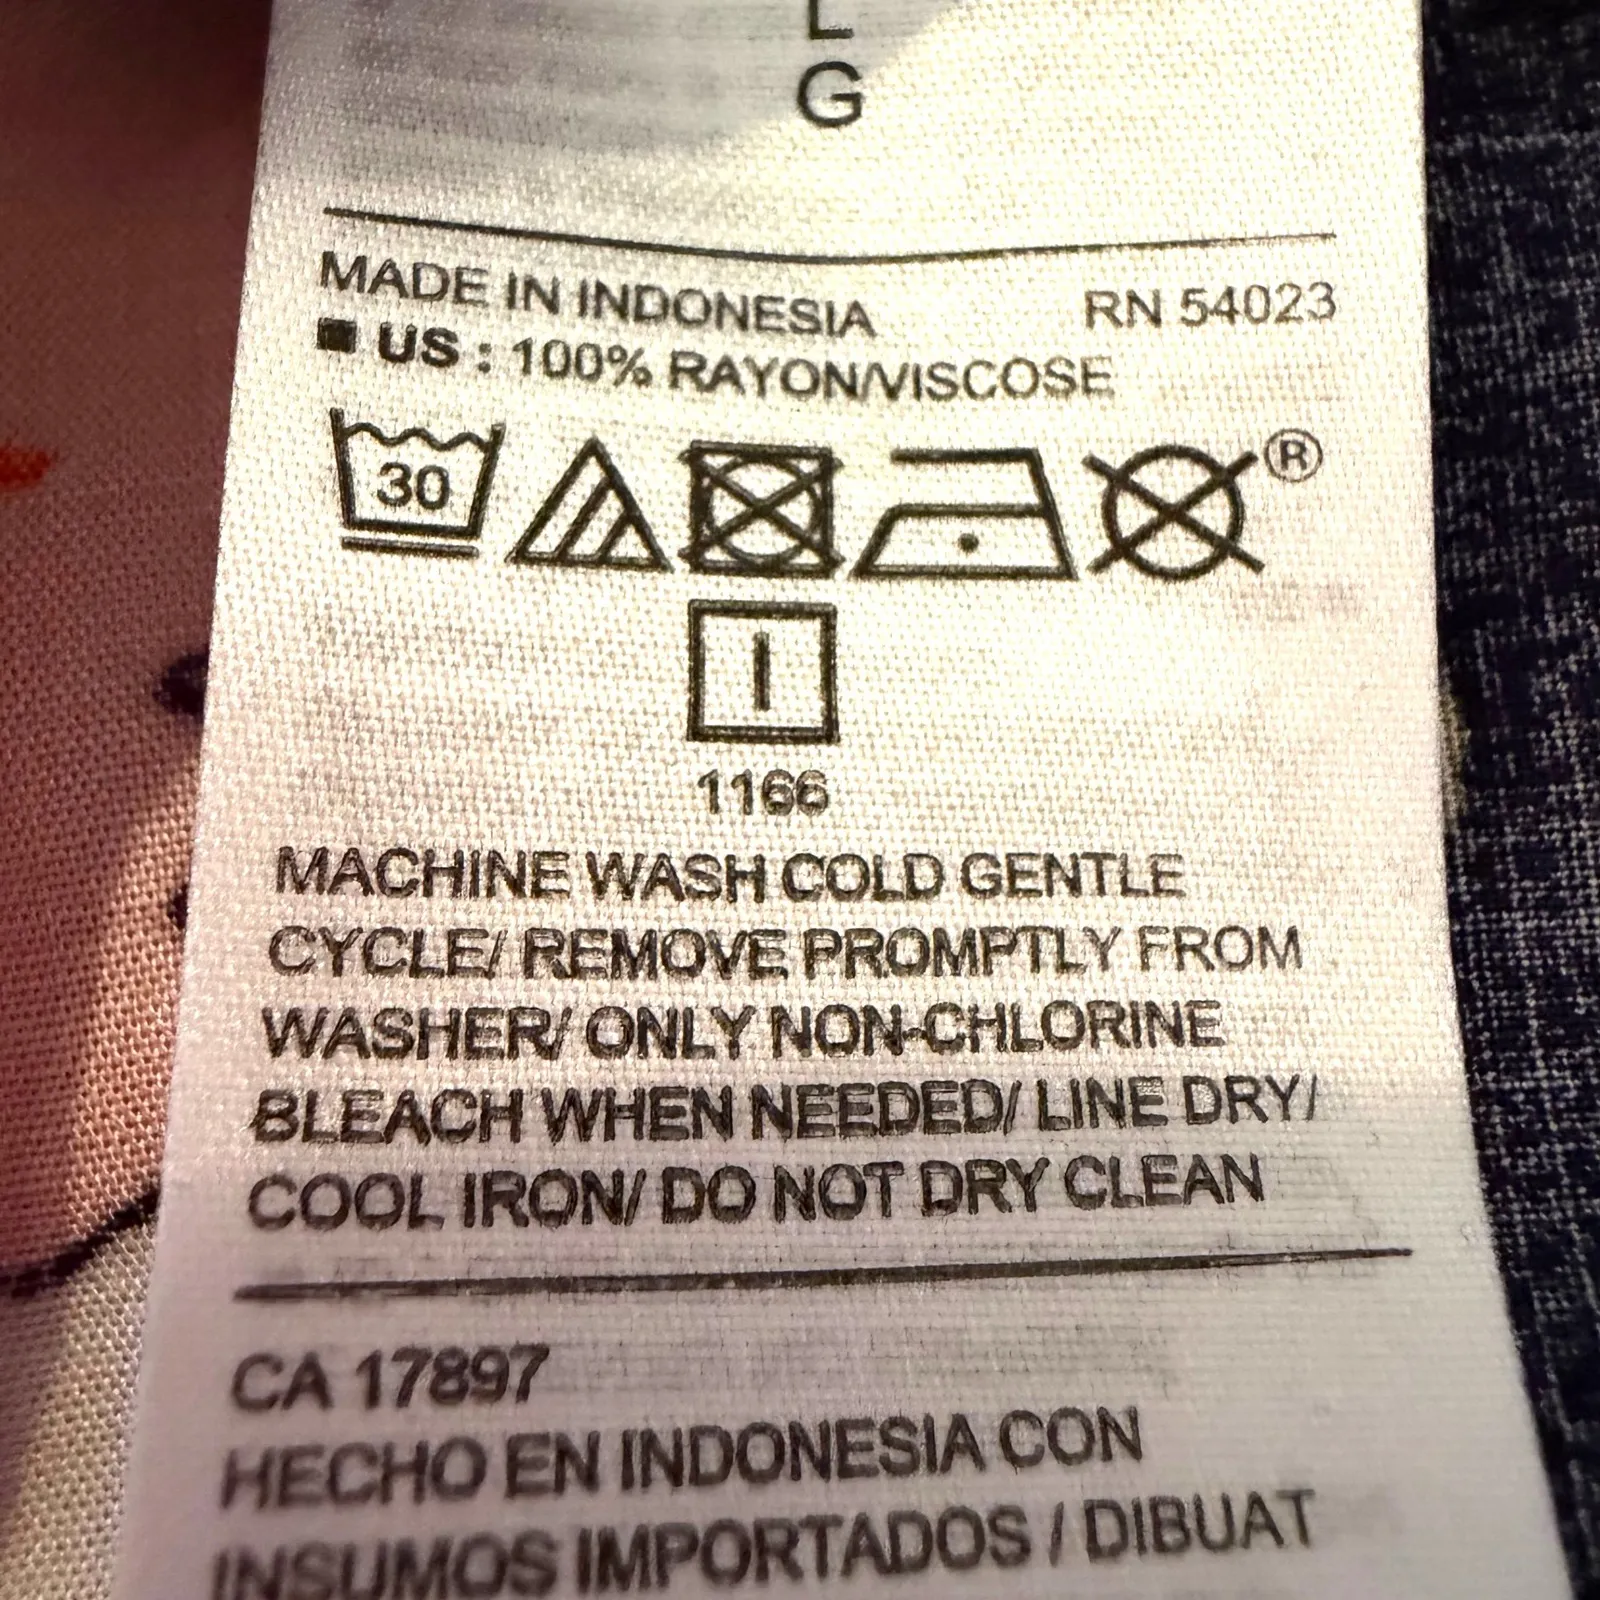 L
G
MADE IN INDONESIA RN 54023
US : 100% RAYON/VISCOSE
30 ®
1166
MACHINE WASH COLD GENTLE
CYCLE/ REMOVE PROMPTLY FROM
WASHER/ ONLY NON-CHLORINE
BLEACH WHEN NEEDED/ LINE DRY/
COOL IRON/ DO NOT DRY CLEAN
CA 17897
HECHO EN INDONESIA CON
INSUMOS IMPORTADOS / DIBUAT